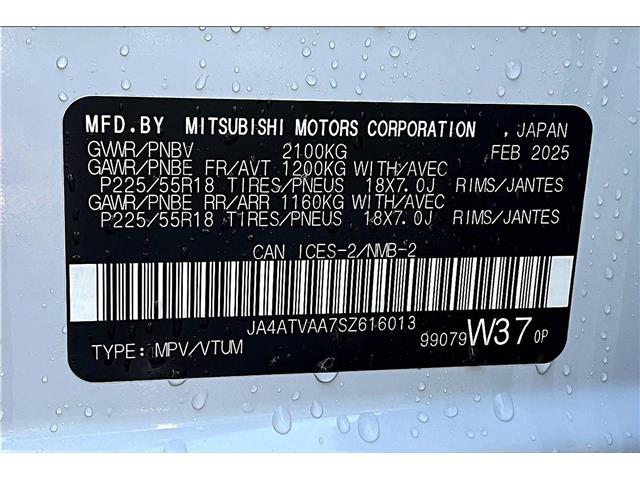 MFD.BY MITSUBISHI MOTORS CORPORATION , JAPAN
GVWR/PNBV 2100KG FEB 2025
GAWR/PNBE FR/AVT 1200KG WITH/AVEC
P225/55R18 TIRES/PNEUS 18X7.0J RIMS/JANTES
GAWR/PNBE RR/ARR 1160KG WITH/AVEC
P225/55R18 TIRES/PNEUS 18X7.0J RIMS/JANTES
CAN ICES-2/NMB-2
JA4ATVAA7SZ616013
TYPE: MPV/VTUM 99079 W37 0P